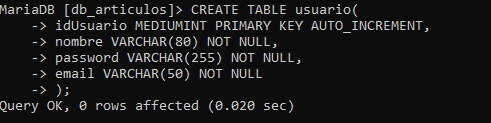 MariaDB [db_articulos]> CREATE TABLE usuario(
    -> idUsuario MEDIUMINT PRIMARY KEY AUTO_INCREMENT,
    -> nombre VARCHAR(80) NOT NULL,
    -> password VARCHAR(255) NOT NULL,
    -> email VARCHAR(50) NOT NULL
    -> );
Query OK, 0 rows affected (0.020 sec)